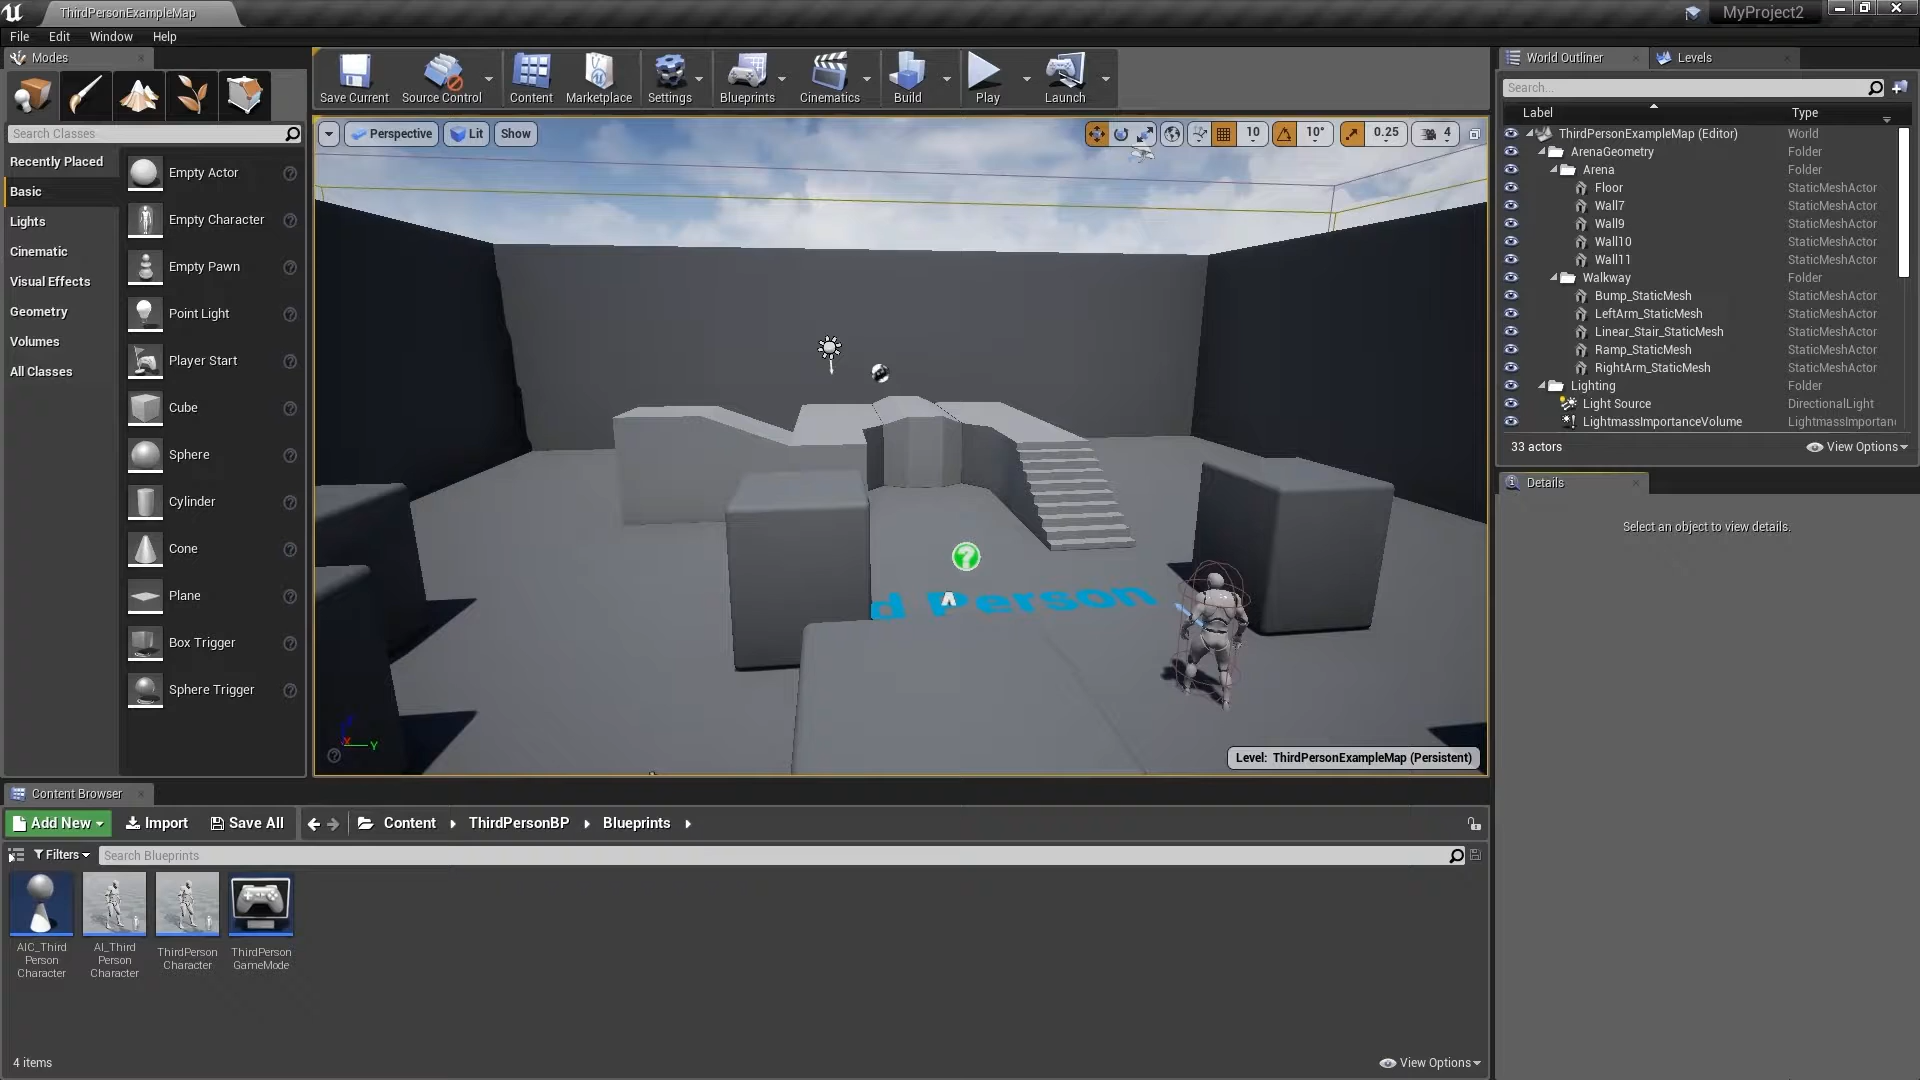 ThirdPersonExampleMap
MyProject2
File Edit Window Help
Modes
Search Classes
Recently Placed
Basic
Lights
Cinematic
Visual Effects
Geometry
Volumes
All Classes
Empty Actor
Empty Character
Empty Pawn
Point Light
Player Start
Cube
Sphere
Cylinder
Cone
Plane
Box Trigger
Sphere Trigger
Save Current Source Control Content Marketplace Settings Blueprints Cinematics Build Play Launch
Perspective Lit Show
10 10° 0.25 4
d Person
X Y
Level: ThirdPersonExampleMap (Persistent)
World Outliner Levels
Search...
Label Type
ThirdPersonExampleMap (Editor) World
ArenaGeometry Folder
Arena Folder
Floor StaticMeshActor
Wall7 StaticMeshActor
Wall9 StaticMeshActor
Wall10 StaticMeshActor
Wall11 StaticMeshActor
Walkway Folder
Bump_StaticMesh StaticMeshActor
LeftArm_StaticMesh StaticMeshActor
Linear_Stair_StaticMesh StaticMeshActor
Ramp_StaticMesh StaticMeshActor
RightArm_StaticMesh StaticMeshActor
Lighting Folder
Light Source DirectionalLight
LightmassImportanceVolume LightmassImportan
33 actors View Options
Details
Select an object to view details.
Content Browser
Add New Import Save All Content ThirdPersonBP Blueprints
Filters Search Blueprints
AIC_Third
Person
Character
AI_Third
Person
Character
ThirdPerson
Character
ThirdPerson
GameMode
4 items View Options